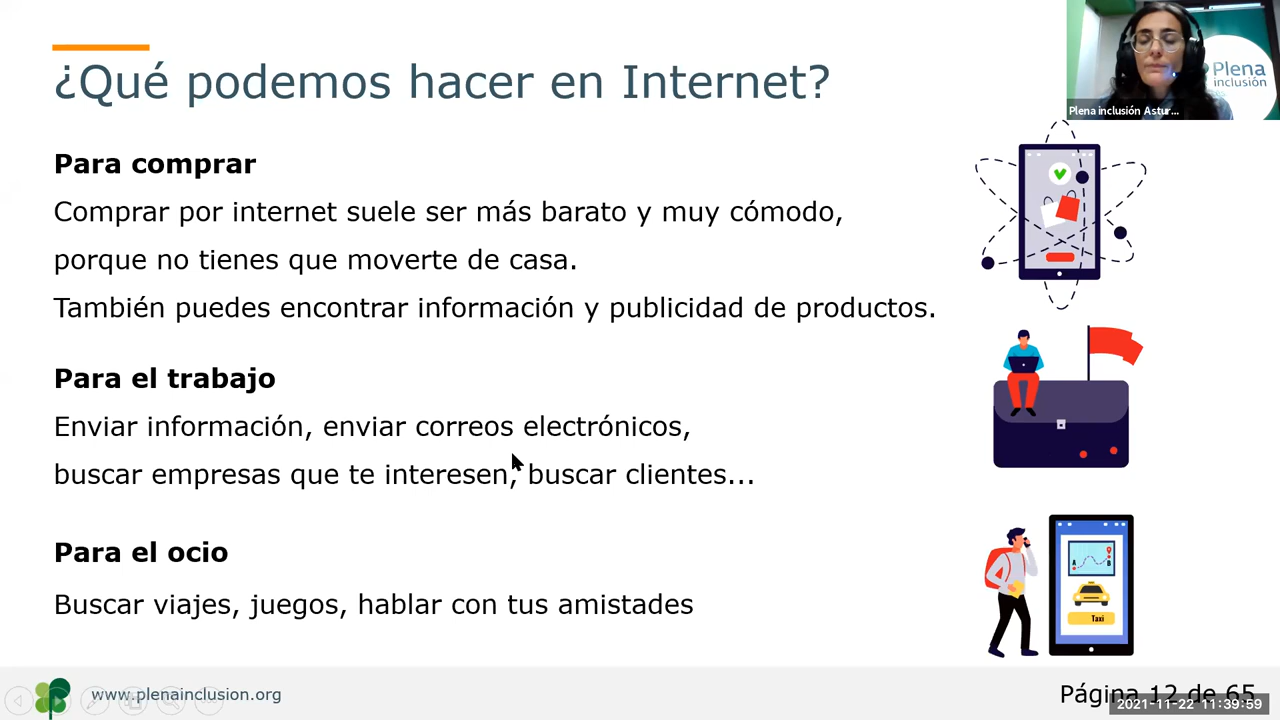 ¿Qué podemos hacer en Internet?
Plena
inclusión
Plena inclusión Astur...
Para comprar
Comprar por internet suele ser más barato y muy cómodo,
porque no tienes que moverte de casa.
También puedes encontrar información y publicidad de productos.
Para el trabajo
Enviar información, enviar correos electrónicos,
buscar empresas que te interesen, buscar clientes...
Para el ocio
Buscar viajes, juegos, hablar con tus amistades
A
B
Taxi
www.plenainclusion.org
Página 12 de 65
2021-11-22 11:39:59